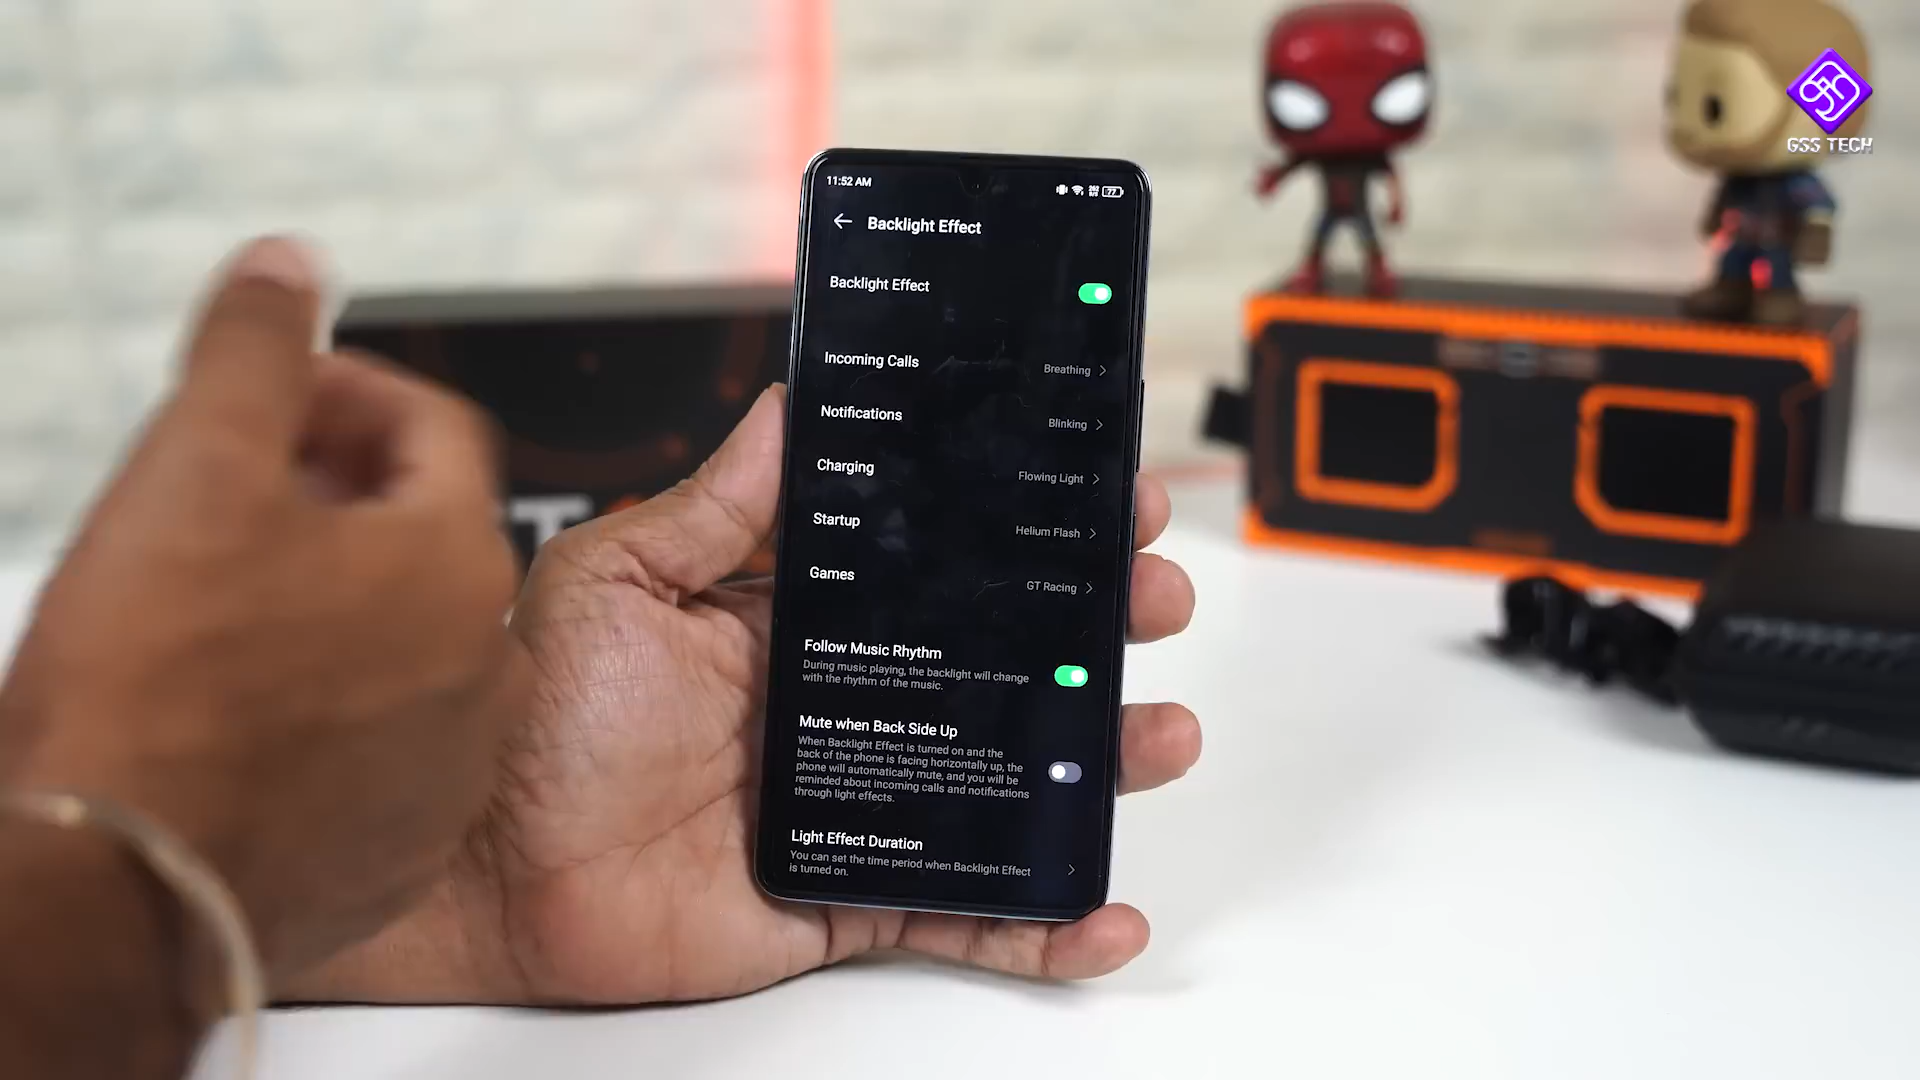 GSS TECH
11:52 AM
77
Backlight Effect
Backlight Effect
Incoming Calls
Breathing
Notifications
Blinking
Charging
Flowing Light
Startup
Helium Flash
Games
GT Racing
Follow Music Rhythm
During music playing, the backlight will change
with the rhythm of the music.
Mute when Back Side Up
When Backlight Effect is turned on and the
back of the phone is facing horizontally up, the
phone will automatically mute, and you will be
reminded about incoming calls and notifications
through light effects.
Light Effect Duration
You can set the time period when Backlight Effect
is turned on.